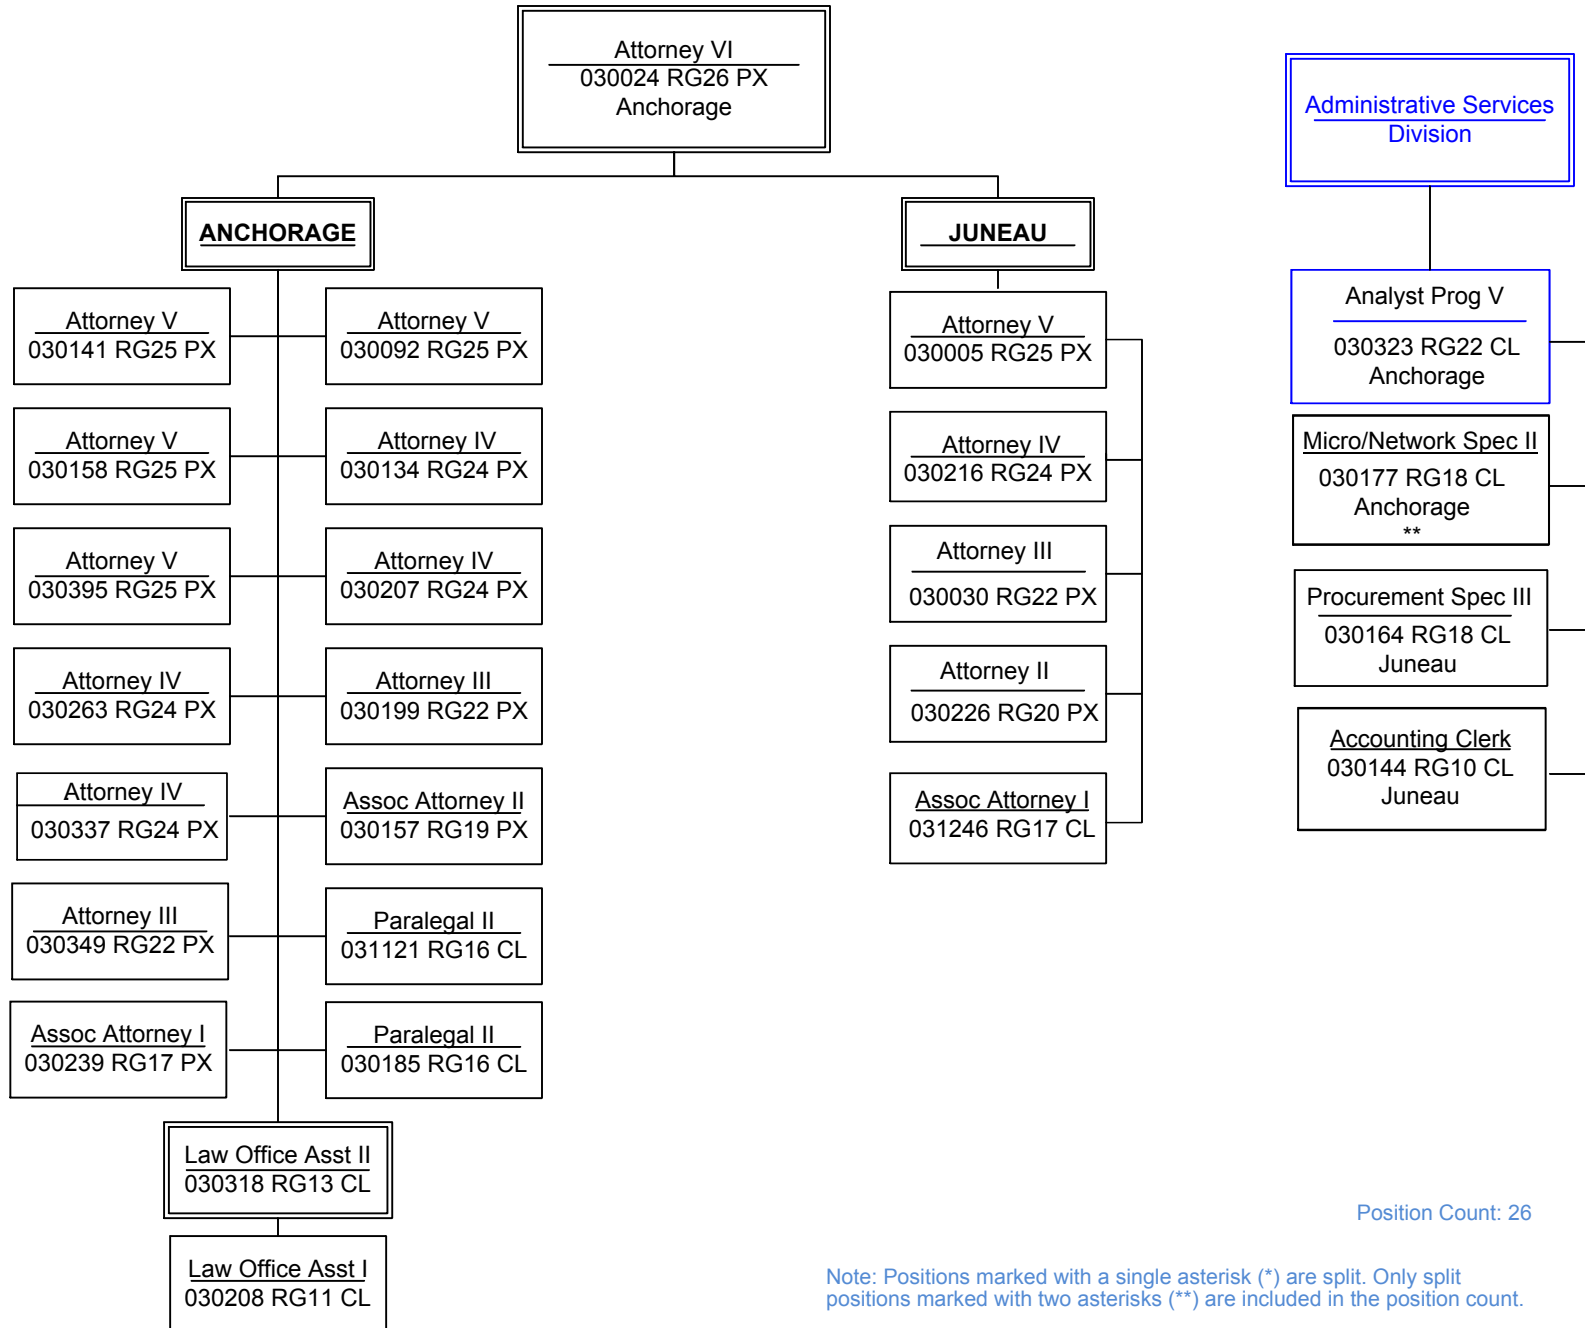 Attorney VI
030024 RG26 PX
Anchorage
Administrative Services
Division
ANCHORAGE
JUNEAU
Attorney V
030141 RG25 PX
Attorney V
030092 RG25 PX
Attorney V
030158 RG25 PX
Attorney IV
030134 RG24 PX
Attorney V
030395 RG25 PX
Attorney IV
030207 RG24 PX
Attorney IV
030263 RG24 PX
Attorney III
030199 RG22 PX
Attorney IV
030337 RG24 PX
Assoc Attorney II
030157 RG19 PX
Attorney III
030349 RG22 PX
Paralegal II
031121 RG16 CL
Assoc Attorney I
030239 RG17 PX
Paralegal II
030185 RG16 CL
Law Office Asst II
030318 RG13 CL
Law Office Asst I
030208 RG11 CL
Attorney V
030005 RG25 PX
Attorney IV
030216 RG24 PX
Attorney III
030030 RG22 PX
Attorney II
030226 RG20 PX
Assoc Attorney I
031246 RG17 CL
Analyst Prog V
030323 RG22 CL
Anchorage
Micro/Network Spec II
030177 RG18 CL
Anchorage
**
Procurement Spec III
030164 RG18 CL
Juneau
Accounting Clerk
030144 RG10 CL
Juneau
Position Count: 26
Note: Positions marked with a single asterisk (*) are split. Only split
positions marked with two asterisks (**) are included in the position count.